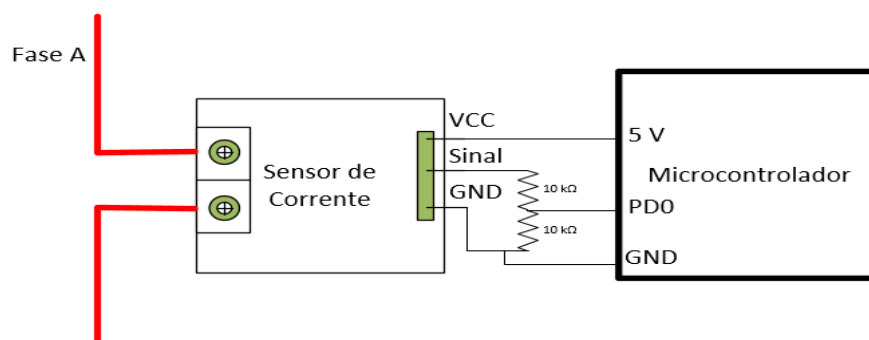 Fase A
VCC
5 V
Sinal
Sensor de
Corrente
10 kΩ
Microcontrolador
GND
PD0
10 kΩ
GND